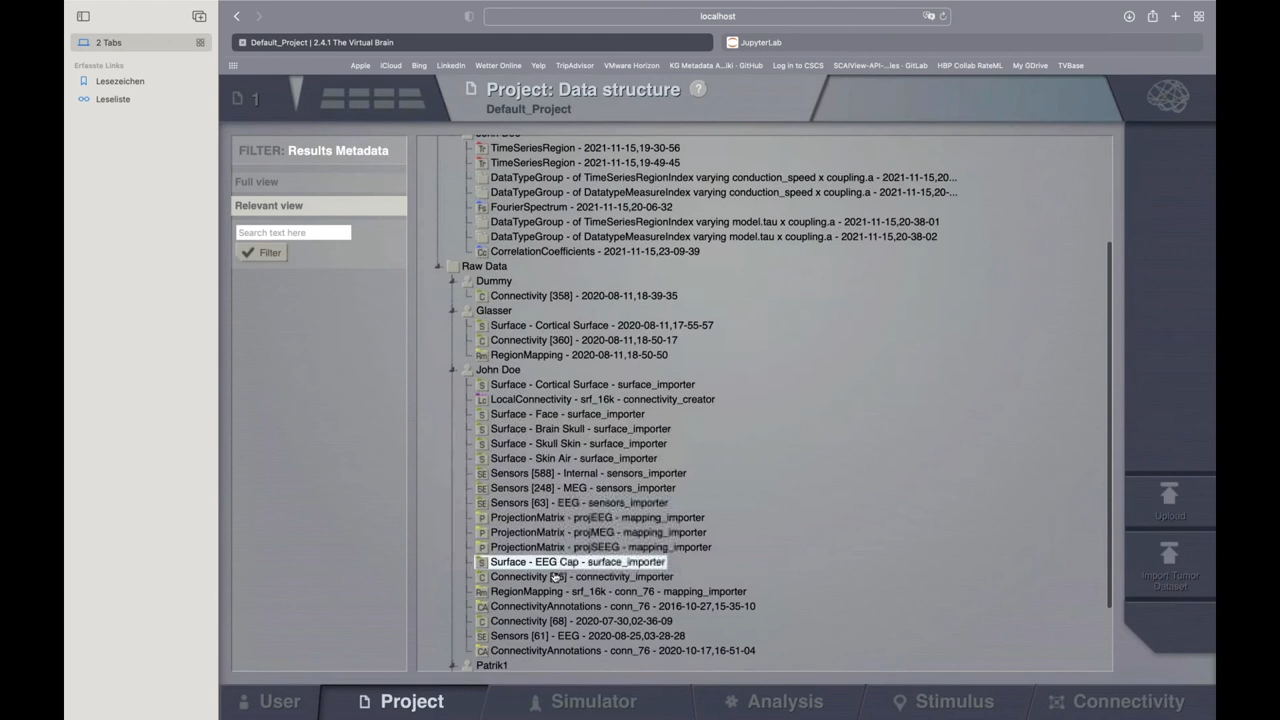 localhost
2 Tabs
Default_Project | 2.4.1 The Virtual Brain
JupyterLab
Erfasste Links
Lesezeichen
Leseliste
Apple iCloud Bing LinkedIn Wetter Online Yelp TripAdvisor VMware Horizon KG Metadata A...iki · GitHub Log in to CSCS SCAIView-API-...ies · GitLab HBP Collab RateML My GDrive TVBase
1
Project: Data structure ?
Default_Project
FILTER: Results Metadata
Full view
Relevant view
Search text here
Filter
John Doe
Tr TimeSeriesRegion - 2021-11-15,19-30-56
Tr TimeSeriesRegion - 2021-11-15,19-49-45
DataTypeGroup - of TimeSeriesRegionIndex varying conduction_speed x coupling.a - 2021-11-15,20...
DataTypeGroup - of DatatypeMeasureIndex varying conduction_speed x coupling.a - 2021-11-15,20-...
Fs FourierSpectrum - 2021-11-15,20-06-32
DataTypeGroup - of TimeSeriesRegionIndex varying model.tau x coupling.a - 2021-11-15,20-38-01
DataTypeGroup - of DatatypeMeasureIndex varying model.tau x coupling.a - 2021-11-15,20-38-02
Cc CorrelationCoefficients - 2021-11-15,23-09-39
Raw Data
Dummy
C Connectivity [358] - 2020-08-11,18-39-35
Glasser
S Surface - Cortical Surface - 2020-08-11,17-55-57
C Connectivity [360] - 2020-08-11,18-50-17
Rm RegionMapping - 2020-08-11,18-50-50
John Doe
S Surface - Cortical Surface - surface_importer
Lc LocalConnectivity - srf_16k - connectivity_creator
S Surface - Face - surface_importer
S Surface - Brain Skull - surface_importer
S Surface - Skull Skin - surface_importer
S Surface - Skin Air - surface_importer
SE Sensors [588] - Internal - sensors_importer
SE Sensors [248] - MEG - sensors_importer
SE Sensors [63] - EEG - sensors_importer
P ProjectionMatrix - projEEG - mapping_importer
P ProjectionMatrix - projMEG - mapping_importer
P ProjectionMatrix - projSEEG - mapping_importer
S Surface - EEG Cap - surface_importer
C Connectivity - connectivity_importer
RegionMapping - srf_16k - conn_76 - mapping_importer
CA ConnectivityAnnotations - conn_76 - 2016-10-27,15-35-10
C Connectivity [68] - 2020-07-30,02-36-09
SE Sensors [61] - EEG - 2020-08-25,03-28-28
CA ConnectivityAnnotations - conn_76 - 2020-10-17,16-51-04
Patrik1
Upload
Import Tumor
Dataset
User Project Simulator Analysis Stimulus Connectivity